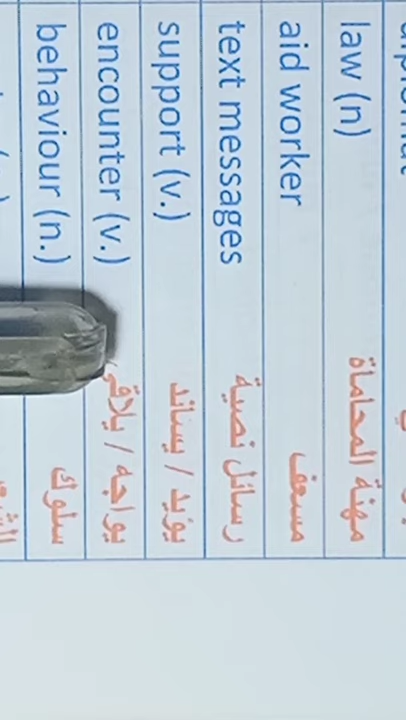 law (n) مهنة المحاماة
aid worker مسعف
text messages رسائل نصية
support (v.) يؤيد / يساند
encounter (v.) يواجه / يلاقي
behaviour (n.) سلوك